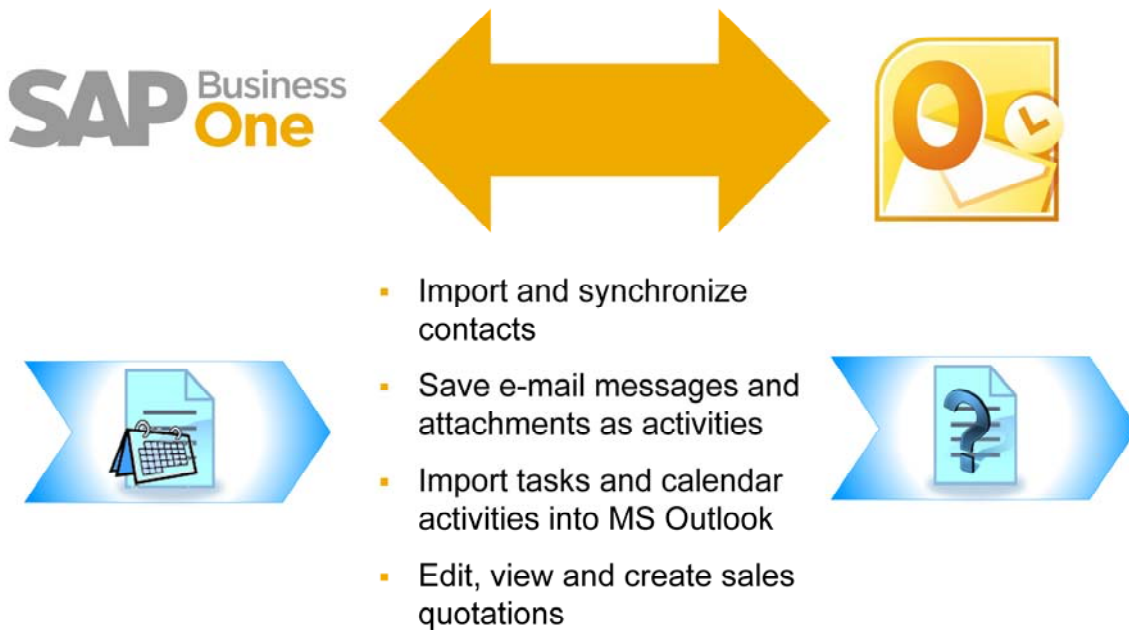 SAP Business One
O
Import and synchronize
contacts
Save e-mail messages and
attachments as activities
Import tasks and calendar
activities into MS Outlook
Edit, view and create sales
quotations
?